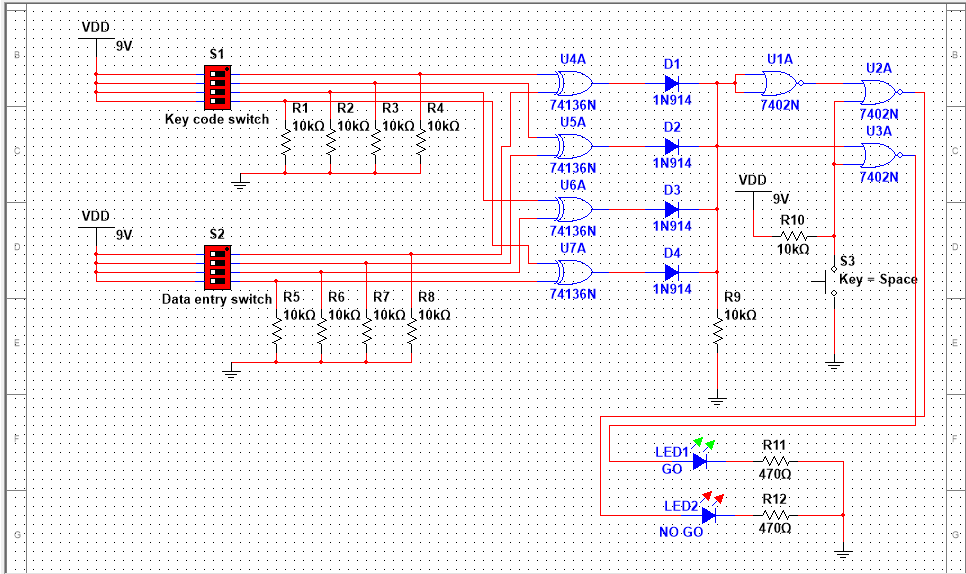 VDD
9V
S1
Key code switch
R1
10kΩ
R2
10kΩ
R3
10kΩ
R4
10kΩ
U4A
74136N
D1
1N914
U1A
7402N
U2A
7402N
U5A
74136N
D2
1N914
U3A
7402N
U6A
74136N
D3
1N914
VDD
9V
R10
10kΩ
VDD
9V
S2
Data entry switch
R5
10kΩ
R6
10kΩ
R7
10kΩ
R8
10kΩ
U7A
74136N
D4
1N914
R9
10kΩ
S3
Key = Space
LED1
GO
R11
470Ω
LED2
NO GO
R12
470Ω
B
C
D
E
F
G
B
C
D
E
F
G